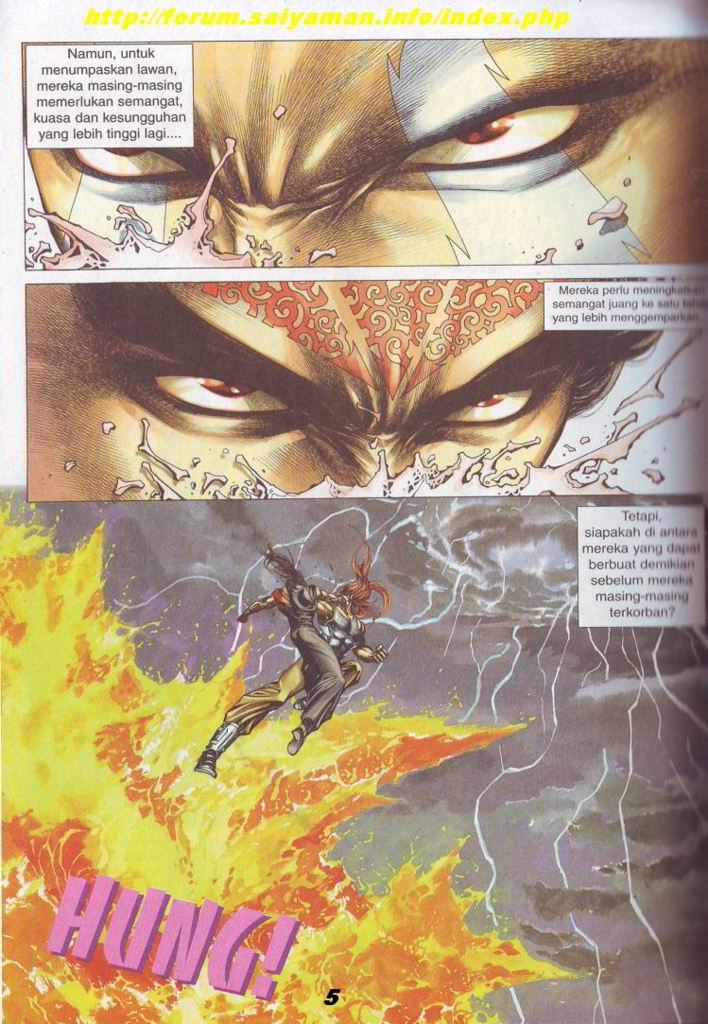 http://forum.saiyaman.info/index.php
Namun, untuk
menumpaskan lawan,
mereka masing-masing
memerlukan semangat,
kuasa dan kesungguhan
yang lebih tinggi lagi....
Mereka perlu meningkatkan
semangat juang ke satu
yang lebih menggemparkan.
Tetapi,
siapakah di antara
mereka yang dapat
berbuat demikian
sebelum mereka
masing-masing
terkorban?
HUNG!
5